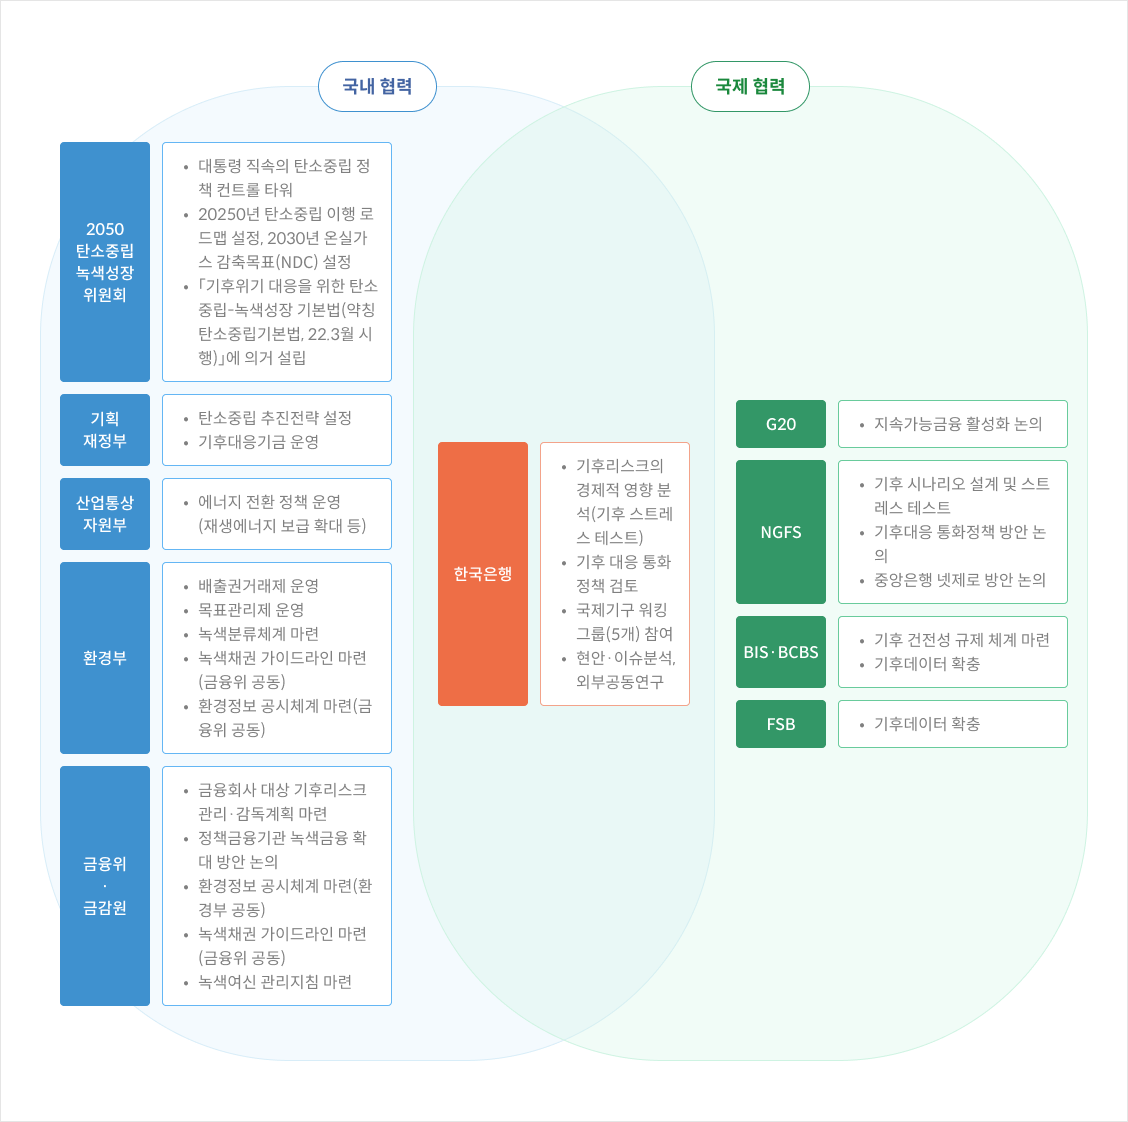 국내 협력
국제 협력
2050
탄소중립
녹색성장
위원회
• 대통령 직속의 탄소중립 정
책 컨트롤 타워
• 20250년 탄소중립 이행 로
드맵 설정, 2030년 온실가
스 감축목표(NDC) 설정
• 「기후위기 대응을 위한 탄소
중립-녹색성장 기본법(약칭
탄소중립기본법, 22.3월 시
행)」에 의거 설립
기획
재정부
• 탄소중립 추진전략 설정
• 기후대응기금 운영
산업통상
자원부
• 에너지 전환 정책 운영
(재생에너지 보급 확대 등)
환경부
• 배출권거래제 운영
• 목표관리제 운영
• 녹색분류체계 마련
• 녹색채권 가이드라인 마련
(금융위 공동)
• 환경정보 공시체계 마련(금
융위 공동)
금융위
·
금감원
• 금융회사 대상 기후리스크
관리·감독계획 마련
• 정책금융기관 녹색금융 확
대 방안 논의
• 환경정보 공시체계 마련(환
경부 공동)
• 녹색채권 가이드라인 마련
(금융위 공동)
• 녹색여신 관리지침 마련
한국은행
• 기후리스크의
경제적 영향 분
석(기후 스트레
스 테스트)
• 기후 대응 통화
정책 검토
• 국제기구 워킹
그룹(5개) 참여
• 현안·이슈분석,
외부공동연구
G20
• 지속가능금융 활성화 논의
NGFS
• 기후 시나리오 설계 및 스트
레스 테스트
• 기후대응 통화정책 방안 논
의
• 중앙은행 넷제로 방안 논의
BIS·BCBS
• 기후 건전성 규제 체계 마련
• 기후데이터 확충
FSB
• 기후데이터 확충